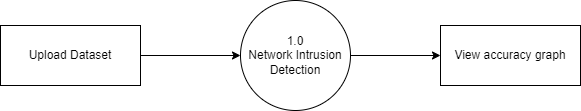 Upload Dataset
1.0
Network Intrusion
Detection
View accuracy graph